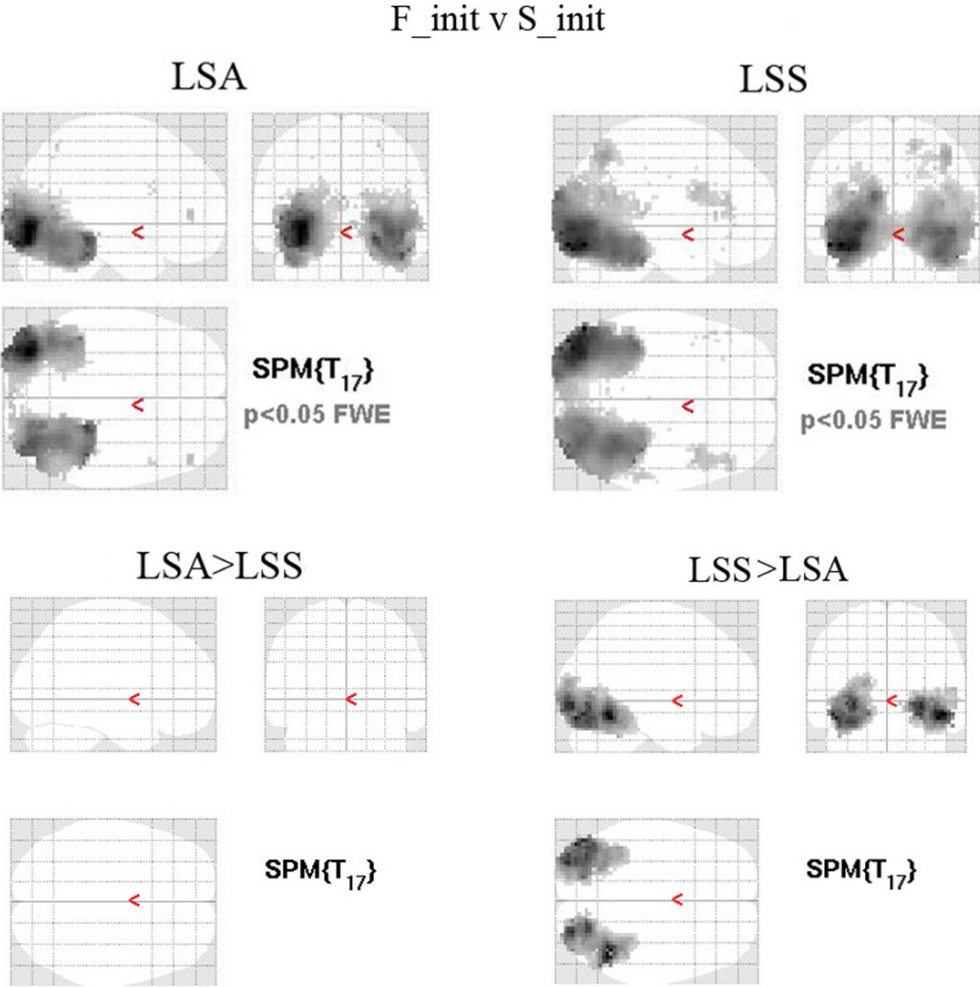 F_init v S_init
LSA
LSS
<
<
<
<
<
<
SPM{T17}
p<0.05 FWE
SPM{T17}
p<0.05 FWE
LSA>LSS
LSS>LSA
<
<
<
<
<
<
SPM{T17}
SPM{T17}